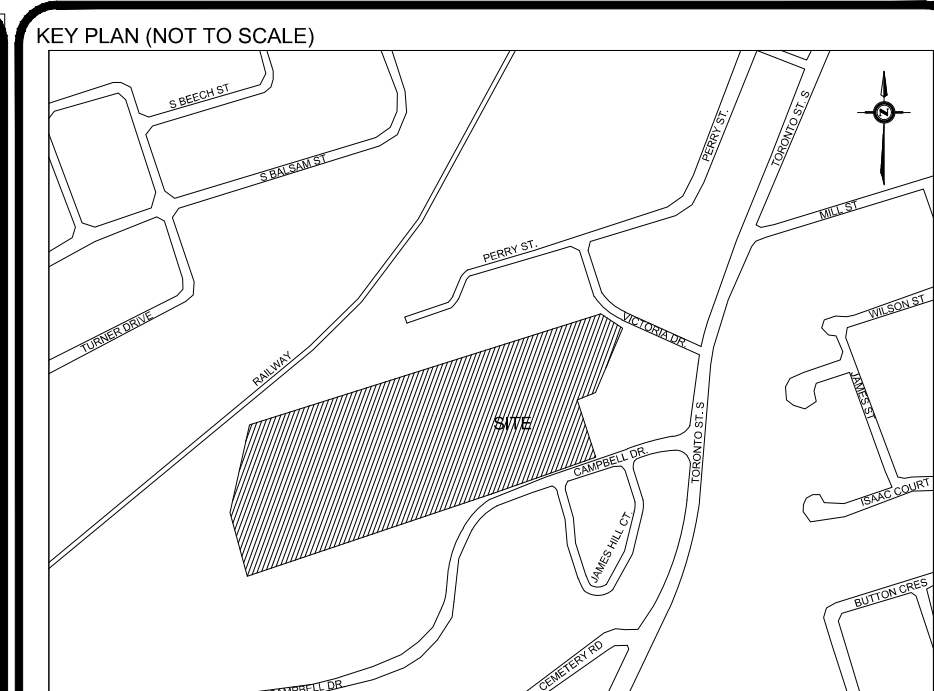 KEY PLAN (NOT TO SCALE)
S BEECH ST
S BALSAM ST
PERRY ST.
TORONTO ST. S
N
MILL ST
PERRY ST.
WILSON ST
TURNER DRIVE
VICTORIA DR.
RAILWAY
JAMES ST
SITE
TORONTO ST. S
CAMPBELL DR.
ISAAC COURT
JAMES HILL CT.
BUTTON CRES
CEMETERY RD
CAMPBELL DR